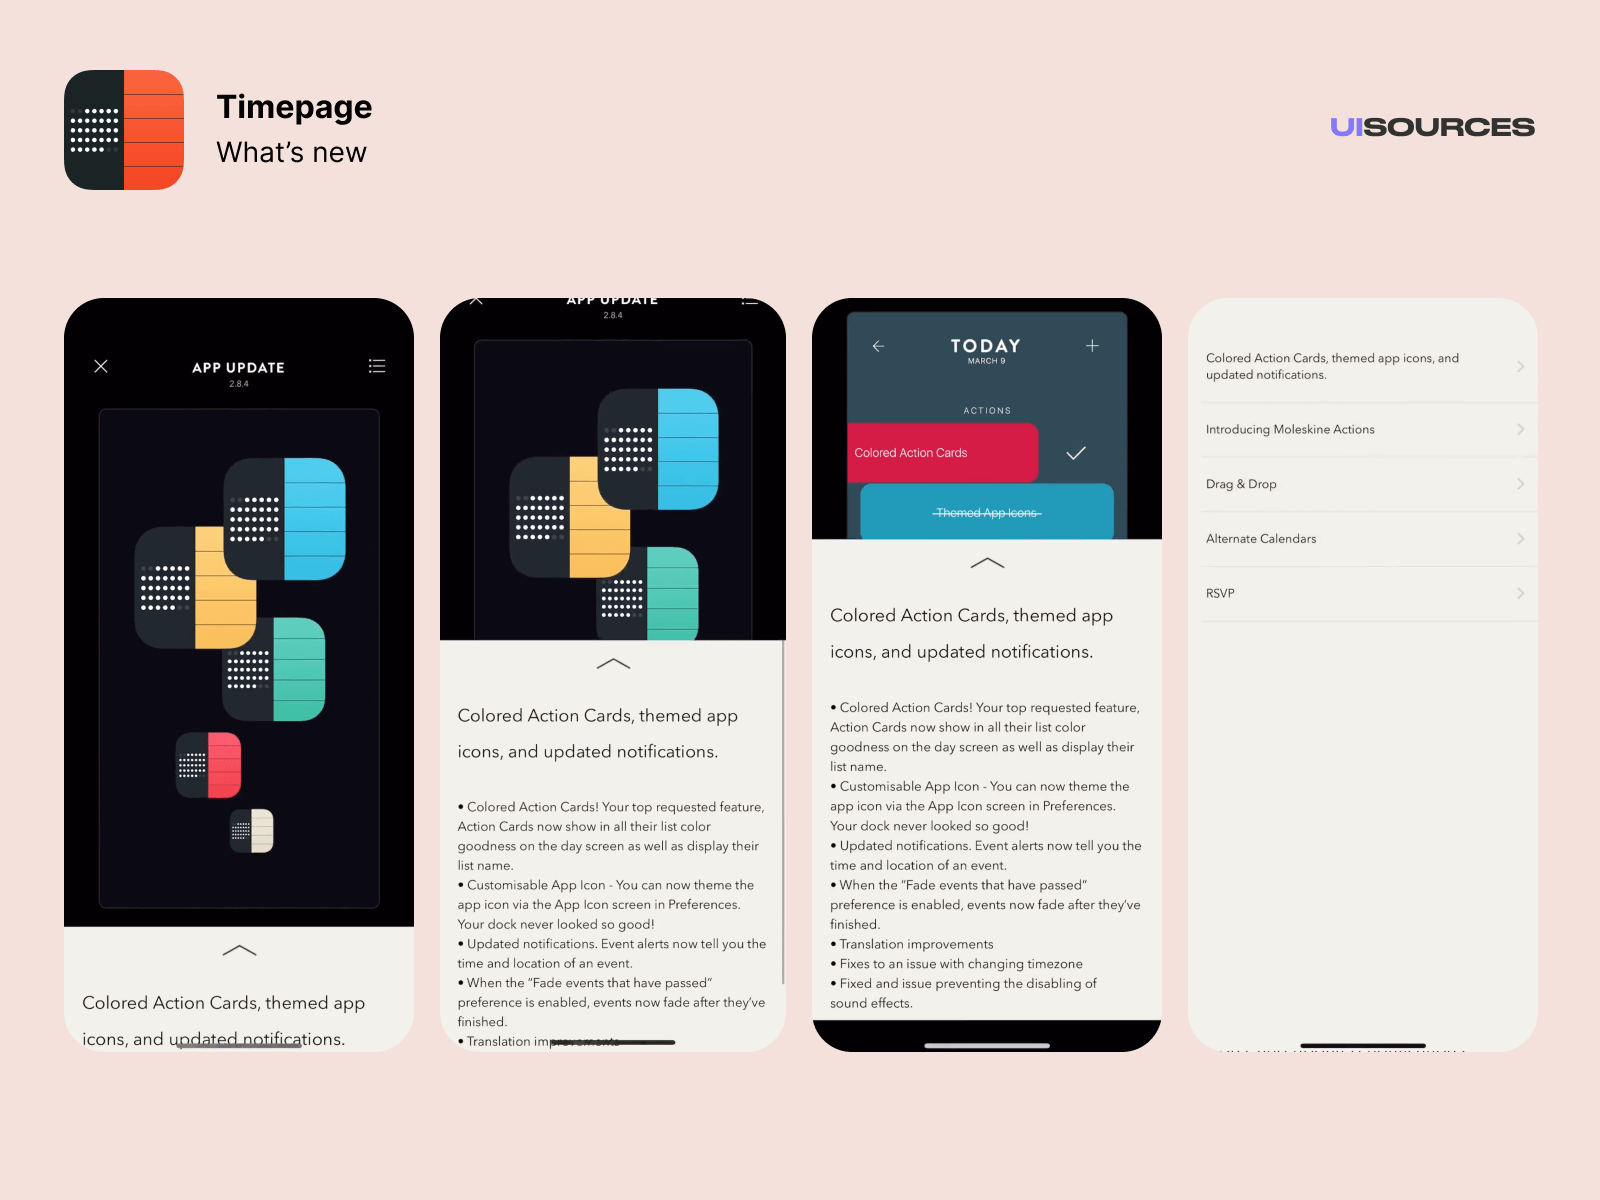 Timepage
What’s new
UISOURCES
APP UPDATE
2.8.4
Colored Action Cards, themed app
icons, and updated notifications.
APP UPDATE
2.8.4
Colored Action Cards, themed app
icons, and updated notifications.
• Colored Action Cards! Your top requested feature,
Action Cards now show in all their list color
goodness on the day screen as well as display their
list name.
• Customisable App Icon - You can now theme the
app icon via the App Icon screen in Preferences.
Your dock never looked so good!
• Updated notifications. Event alerts now tell you the
time and location of an event.
• When the “Fade events that have passed”
preference is enabled, events now fade after they’ve
finished.
• Translation improvements
TODAY
MARCH 9
ACTIONS
Colored Action Cards
Themed App Icons
Colored Action Cards, themed app
icons, and updated notifications.
• Colored Action Cards! Your top requested feature,
Action Cards now show in all their list color
goodness on the day screen as well as display their
list name.
• Customisable App Icon - You can now theme the
app icon via the App Icon screen in Preferences.
Your dock never looked so good!
• Updated notifications. Event alerts now tell you the
time and location of an event.
• When the “Fade events that have passed”
preference is enabled, events now fade after they’ve
finished.
• Translation improvements
• Fixes to an issue with changing timezone
• Fixed and issue preventing the disabling of
sound effects.
Colored Action Cards, themed app icons, and
updated notifications.
Introducing Moleskine Actions
Drag & Drop
Alternate Calendars
RSVP